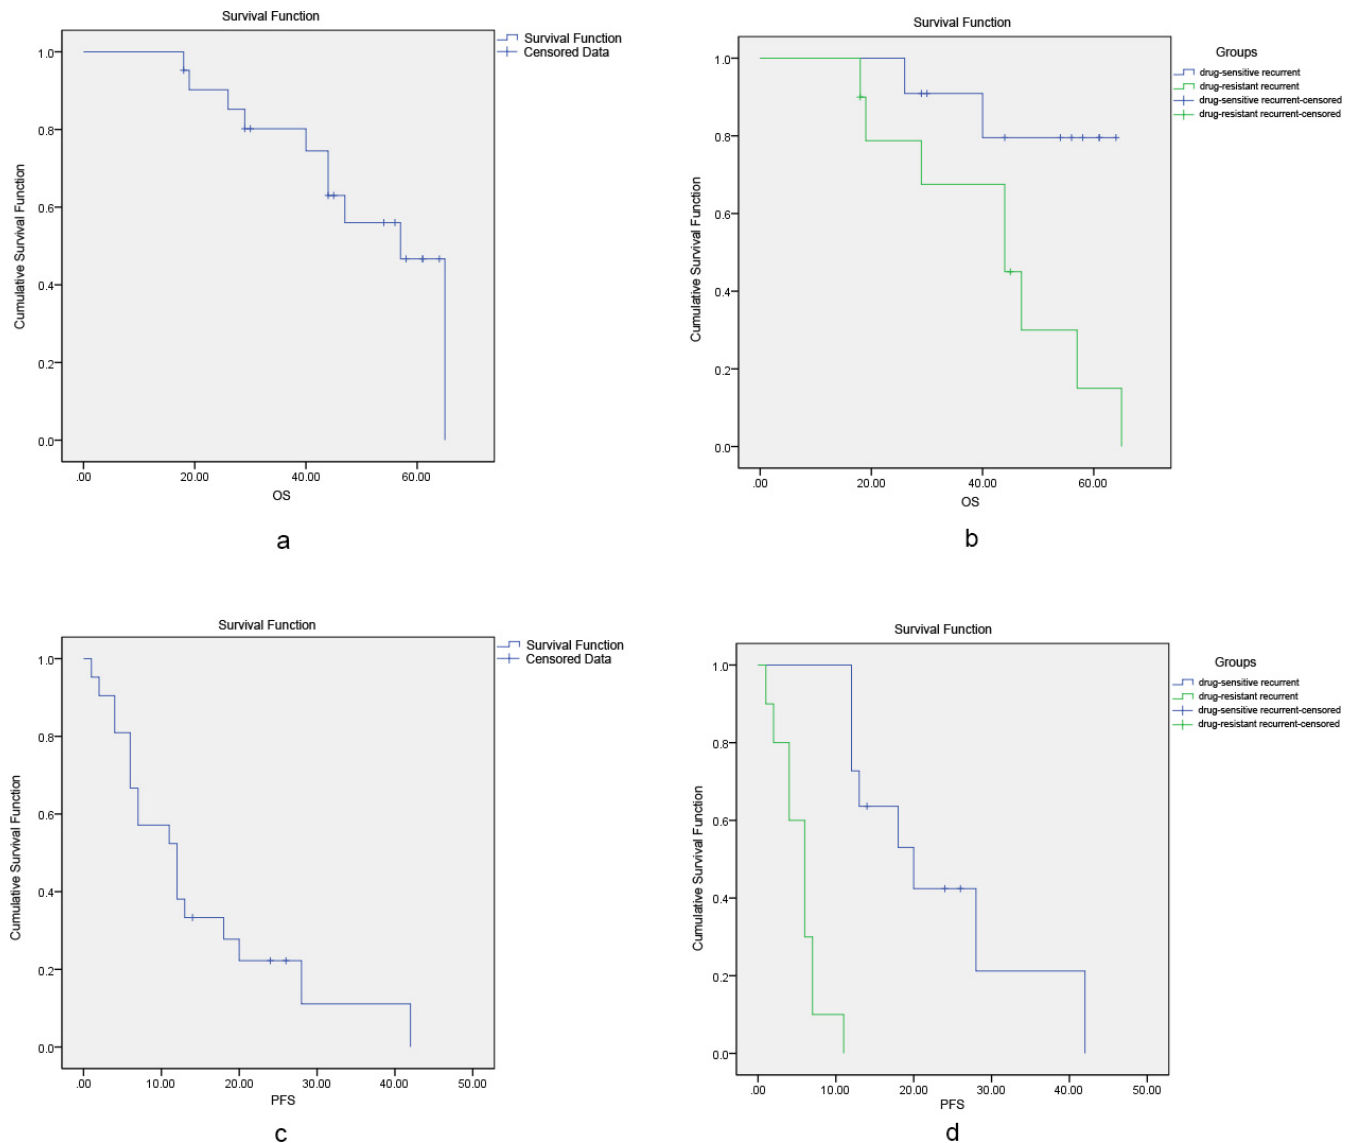 Survival Function
Survival Function
Censored Data
1.0
0.8
0.6
0.4
0.2
0.0
Cumulative Survival Function
.00 20.00 40.00 60.00
OS
a
Survival Function
Groups
drug-sensitive recurrent
drug-resistant recurrent
drug-sensitive recurrent-censored
drug-resistant recurrent-censored
1.0
0.8
0.6
0.4
0.2
0.0
Cumulative Survival Function
.00 20.00 40.00 60.00
OS
b
Survival Function
Survival Function
Censored Data
1.0
0.8
0.6
0.4
0.2
0.0
Cumulative Survival Function
.00 10.00 20.00 30.00 40.00 50.00
PFS
c
Survival Function
Groups
drug-sensitive recurrent
drug-resistant recurrent
drug-sensitive recurrent-censored
drug-resistant recurrent-censored
1.0
0.8
0.6
0.4
0.2
0.0
Cumulative Survival Function
.00 10.00 20.00 30.00 40.00 50.00
PFS
d